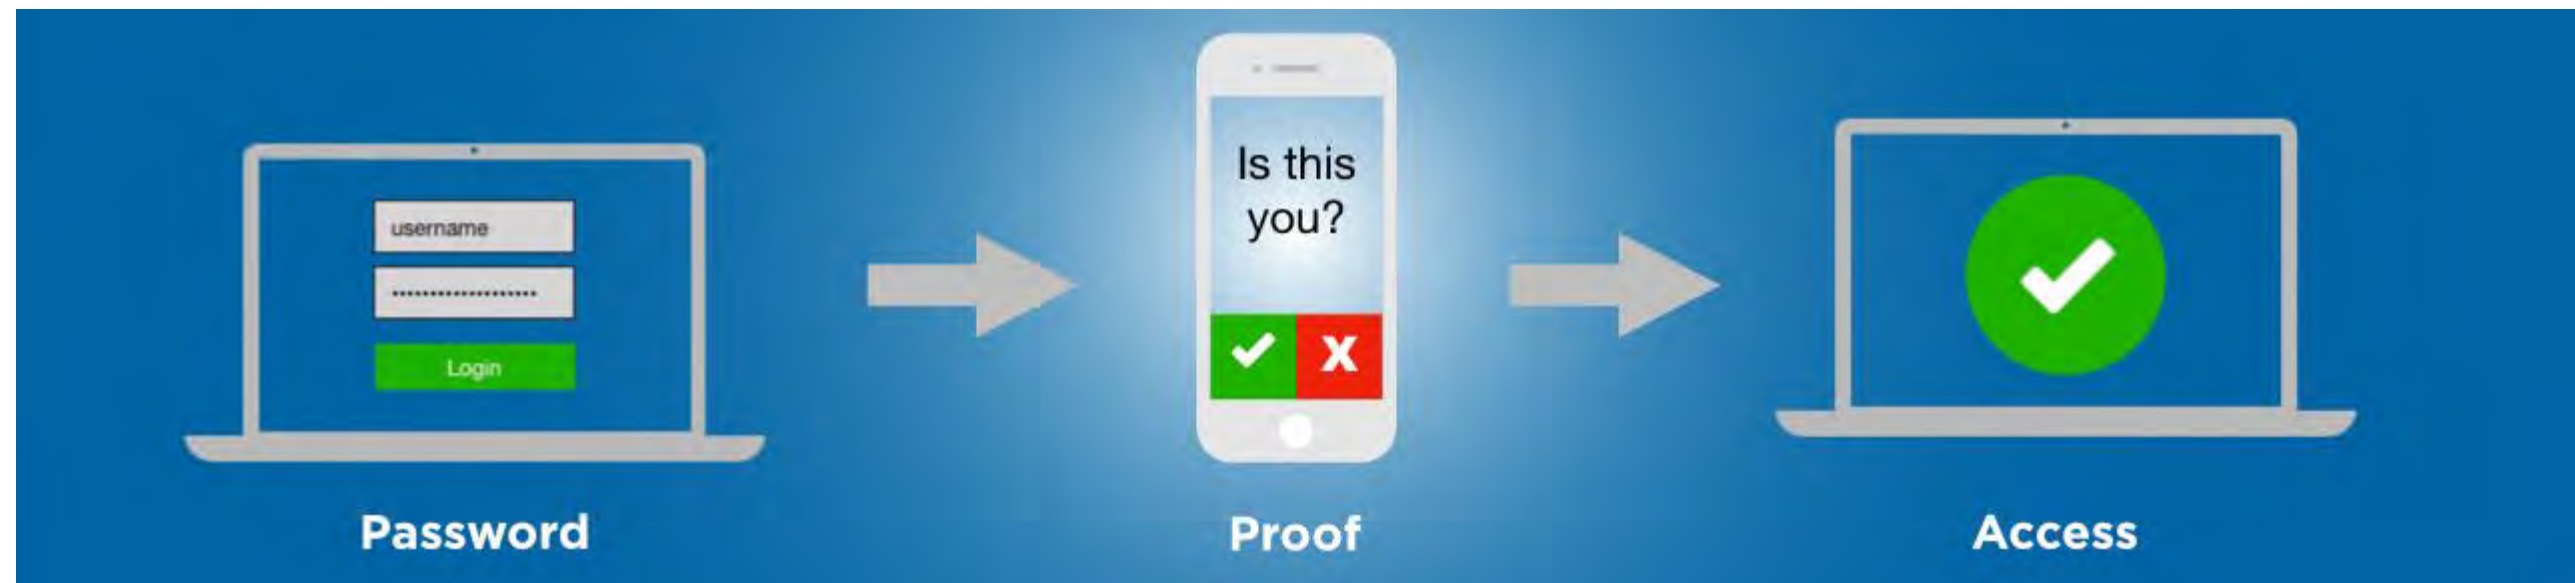 username
Login
Password
Is this
you?
X
Proof
Access